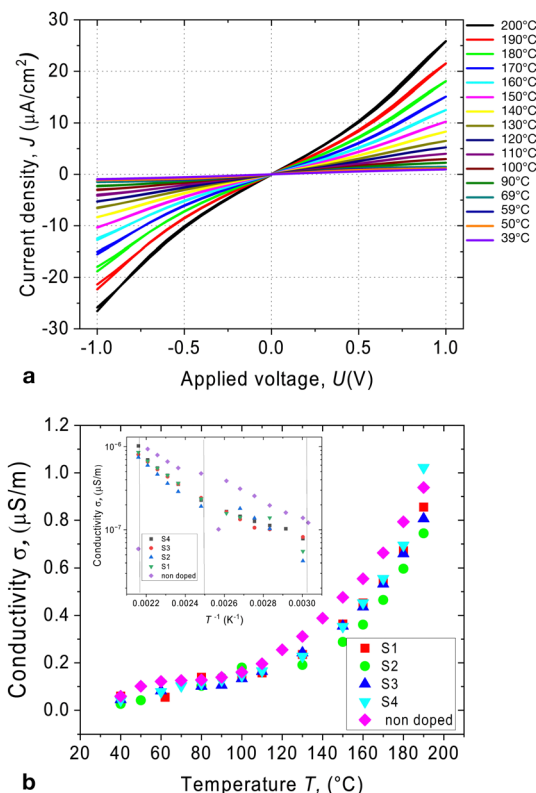 30
20
10
0
-10
-20
-30
Current density, J (μA/cm²)
-1.0 -0.5 0.0 0.5 1.0
Applied voltage, U(V)
a
200°C
190°C
180°C
170°C
160°C
150°C
140°C
130°C
120°C
110°C
100°C
90°C
69°C
59°C
50°C
39°C
1.2
1.0
0.8
0.6
0.4
0.2
0.0
Conductivity σ, (μS/m)
10⁻⁶
10⁻⁷
Conductivity σ, (μS/m)
S4
S3
S2
S1
non doped
0.0022 0.0024 0.0026 0.0028 0.0030
T⁻¹ (K⁻¹)
S1
S2
S3
S4
non doped
20 40 60 80 100 120 140 160 180 200
Temperature T, (°C)
b